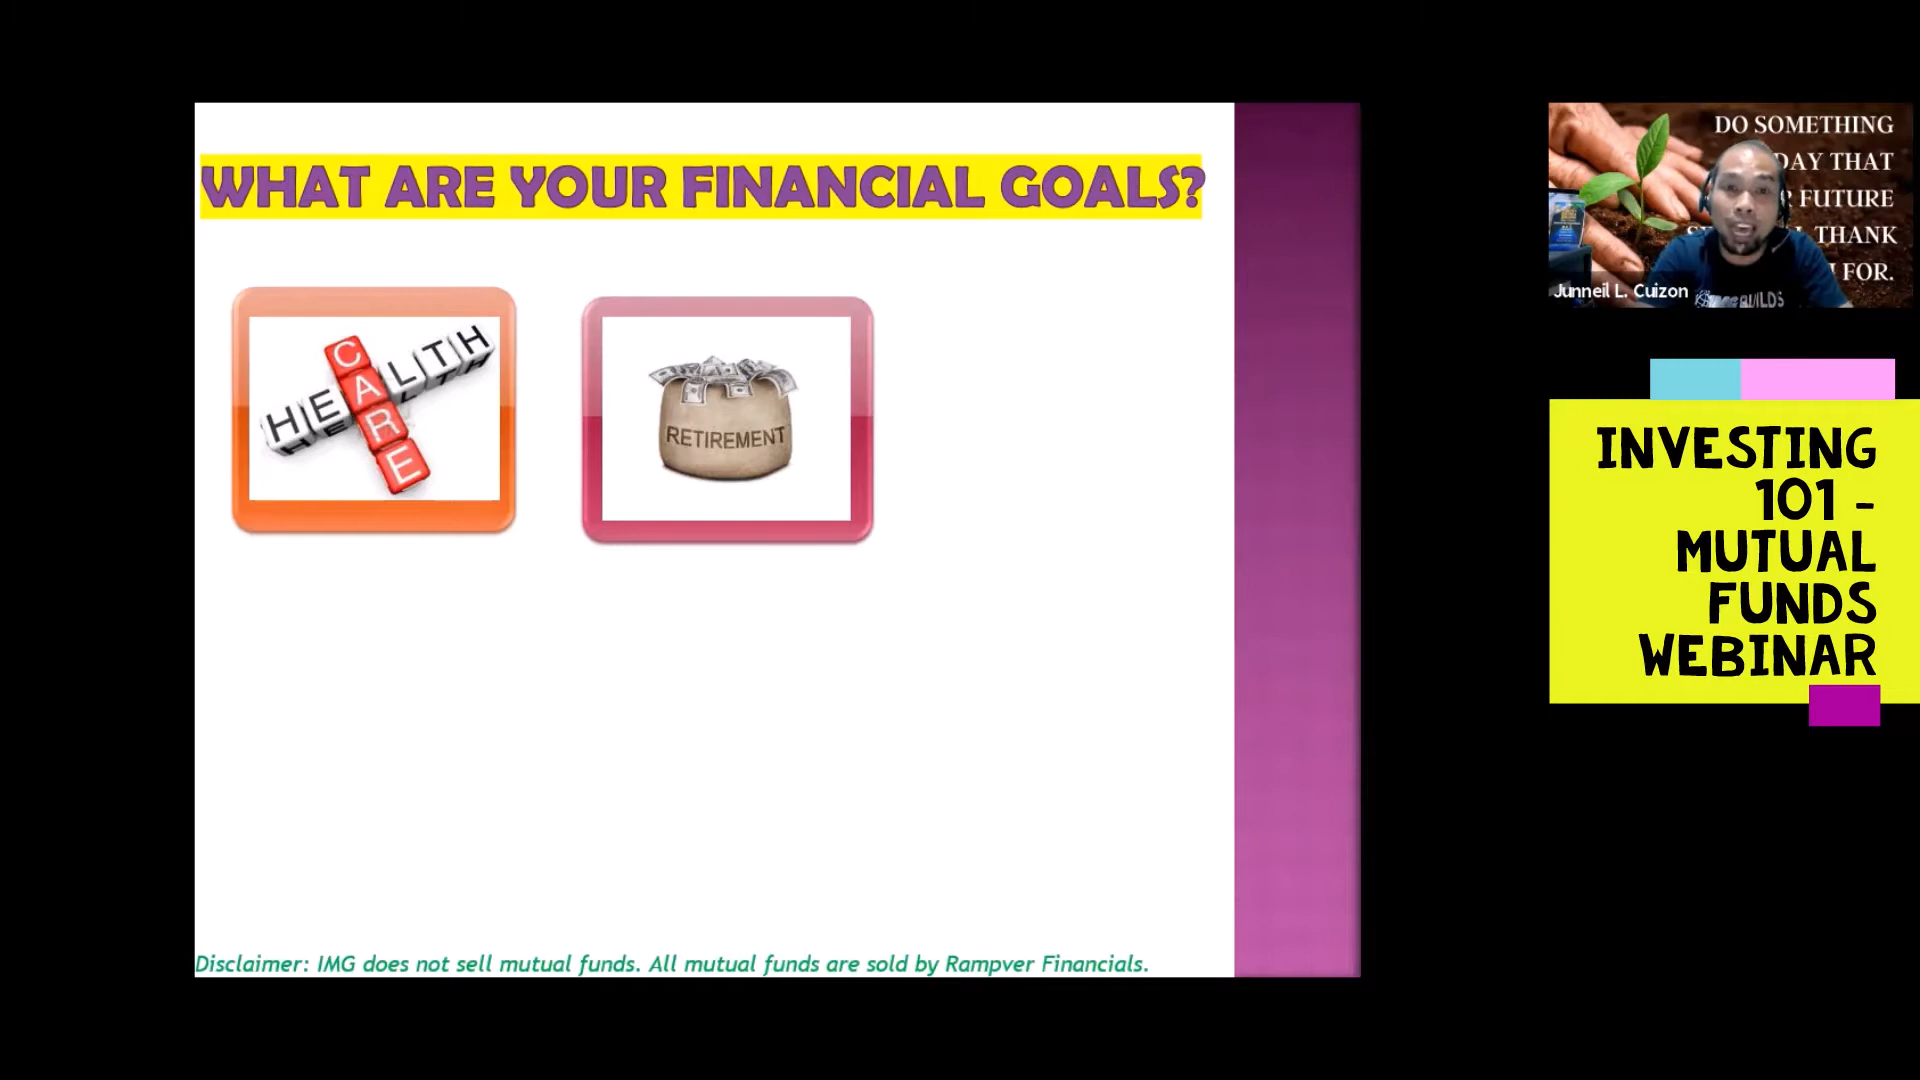 WHAT ARE YOUR FINANCIAL GOALS?
HEALTH
CARE
RETIREMENT
Disclaimer: IMG does not sell mutual funds. All mutual funds are sold by Rampver Financials.
DO SOMETHING
DAY THAT
FUTURE
THANK
FOR.
Junneil L. Cuizon
BUILDS
INVESTING
101 -
MUTUAL
FUNDS
WEBINAR